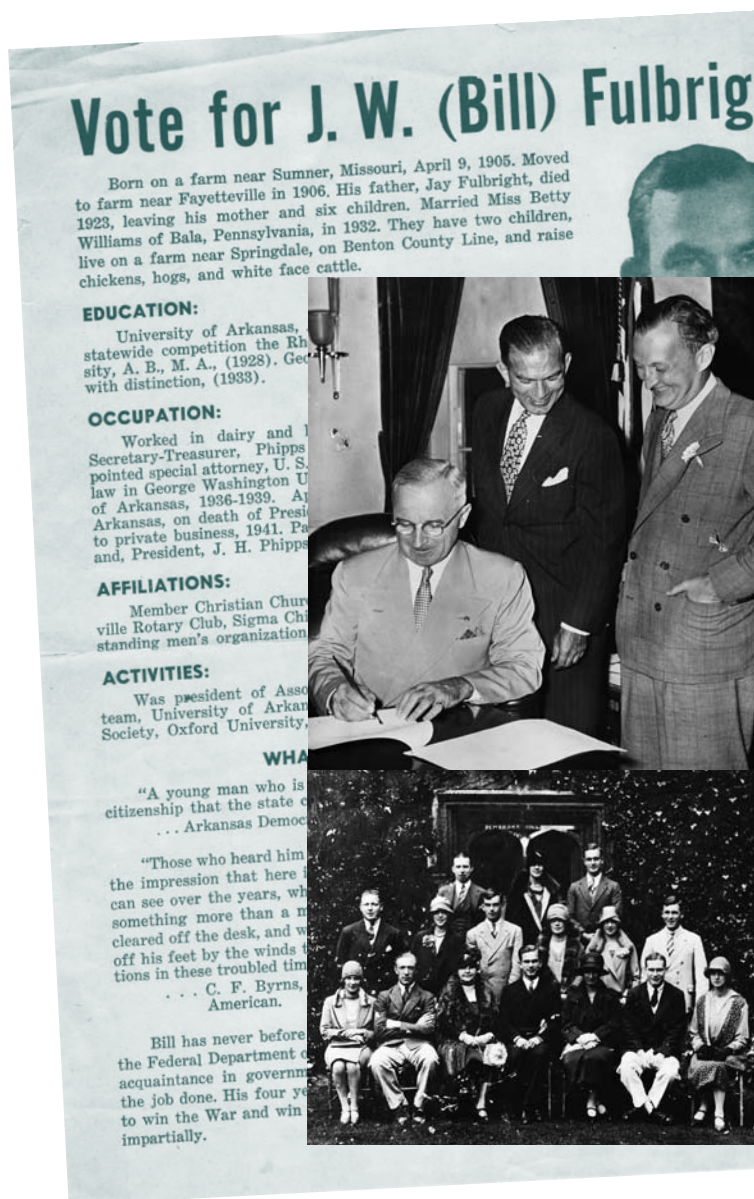 Vote for J. W. (Bill) Fulbrig
Born on a farm near Sumner, Missouri, April 9, 1905. Moved
to farm near Fayetteville in 1906. His father, Jay Fulbright, died
1923, leaving his mother and six children. Married Miss Betty
Williams of Bala, Pennsylvania, in 1932. They have two children,
live on a farm near Springdale, on Benton County Line, and raise
chickens, hogs, and white face cattle.
EDUCATION:
University of Arkansas,
statewide competition the Rh
sity, A. B., M. A., (1928). Geo
with distinction, (1933).
OCCUPATION:
Worked in dairy and
Secretary-Treasurer, Phipps
pointed special attorney, U. S.
law in George Washington U
of Arkansas, 1936-1939. Ap
Arkansas, on death of Presid
to private business, 1941. Pa
and, President, J. H. Phipps
AFFILIATIONS:
Member Christian Chur
ville Rotary Club, Sigma Chi
standing men's organization
ACTIVITIES:
Was president of Asso
team, University of Arkan
Society, Oxford University,
WHA
"A young man who is
citizenship that the state c
. . . Arkansas Democ
"Those who heard him
the impression that here i
can see over the years, wh
something more than a m
cleared off the desk, and w
off his feet by the winds t
tions in these troubled tim
. . . C. F. Byrns,
American.
Bill has never before
the Federal Department o
acquaintance in governm
the job done. His four ye
to win the War and win
impartially.